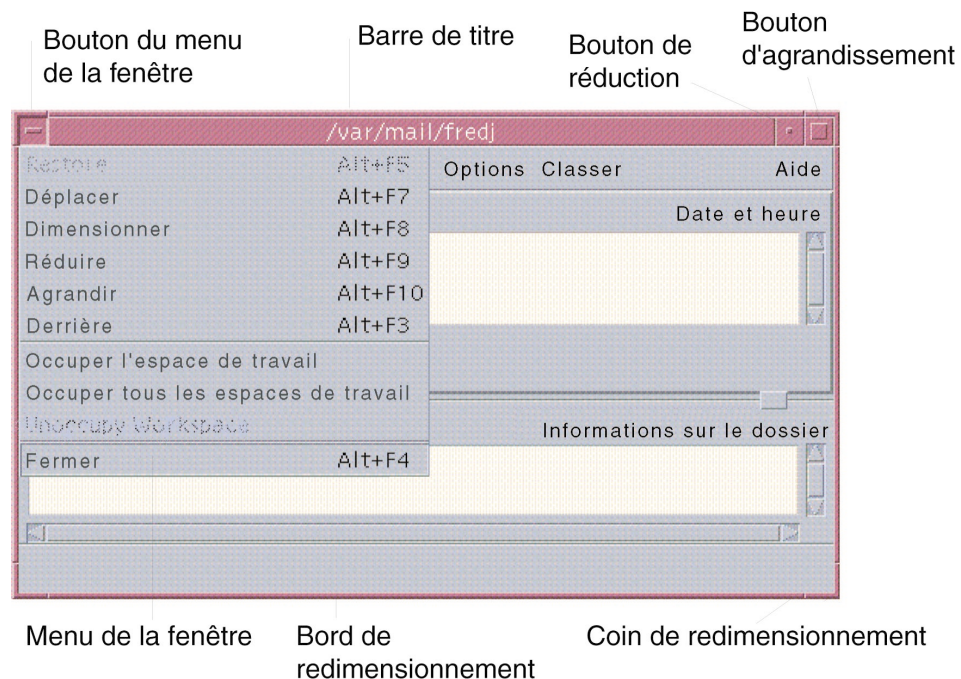 Bouton du menu
de la fenêtre
Barre de titre
Bouton de
réduction
Bouton
d'agrandissement
/var/mail/fredj
Restore Alt+F5
Déplacer Alt+F7
Dimensionner Alt+F8
Réduire Alt+F9
Agrandir Alt+F10
Derrière Alt+F3
Occuper l'espace de travail
Occuper tous les espaces de travail
Unoccupy Workspace
Fermer Alt+F4
Options Classer Aide
Date et heure
Informations sur le dossier
Menu de la fenêtre
Bord de
redimensionnement
Coin de redimensionnement